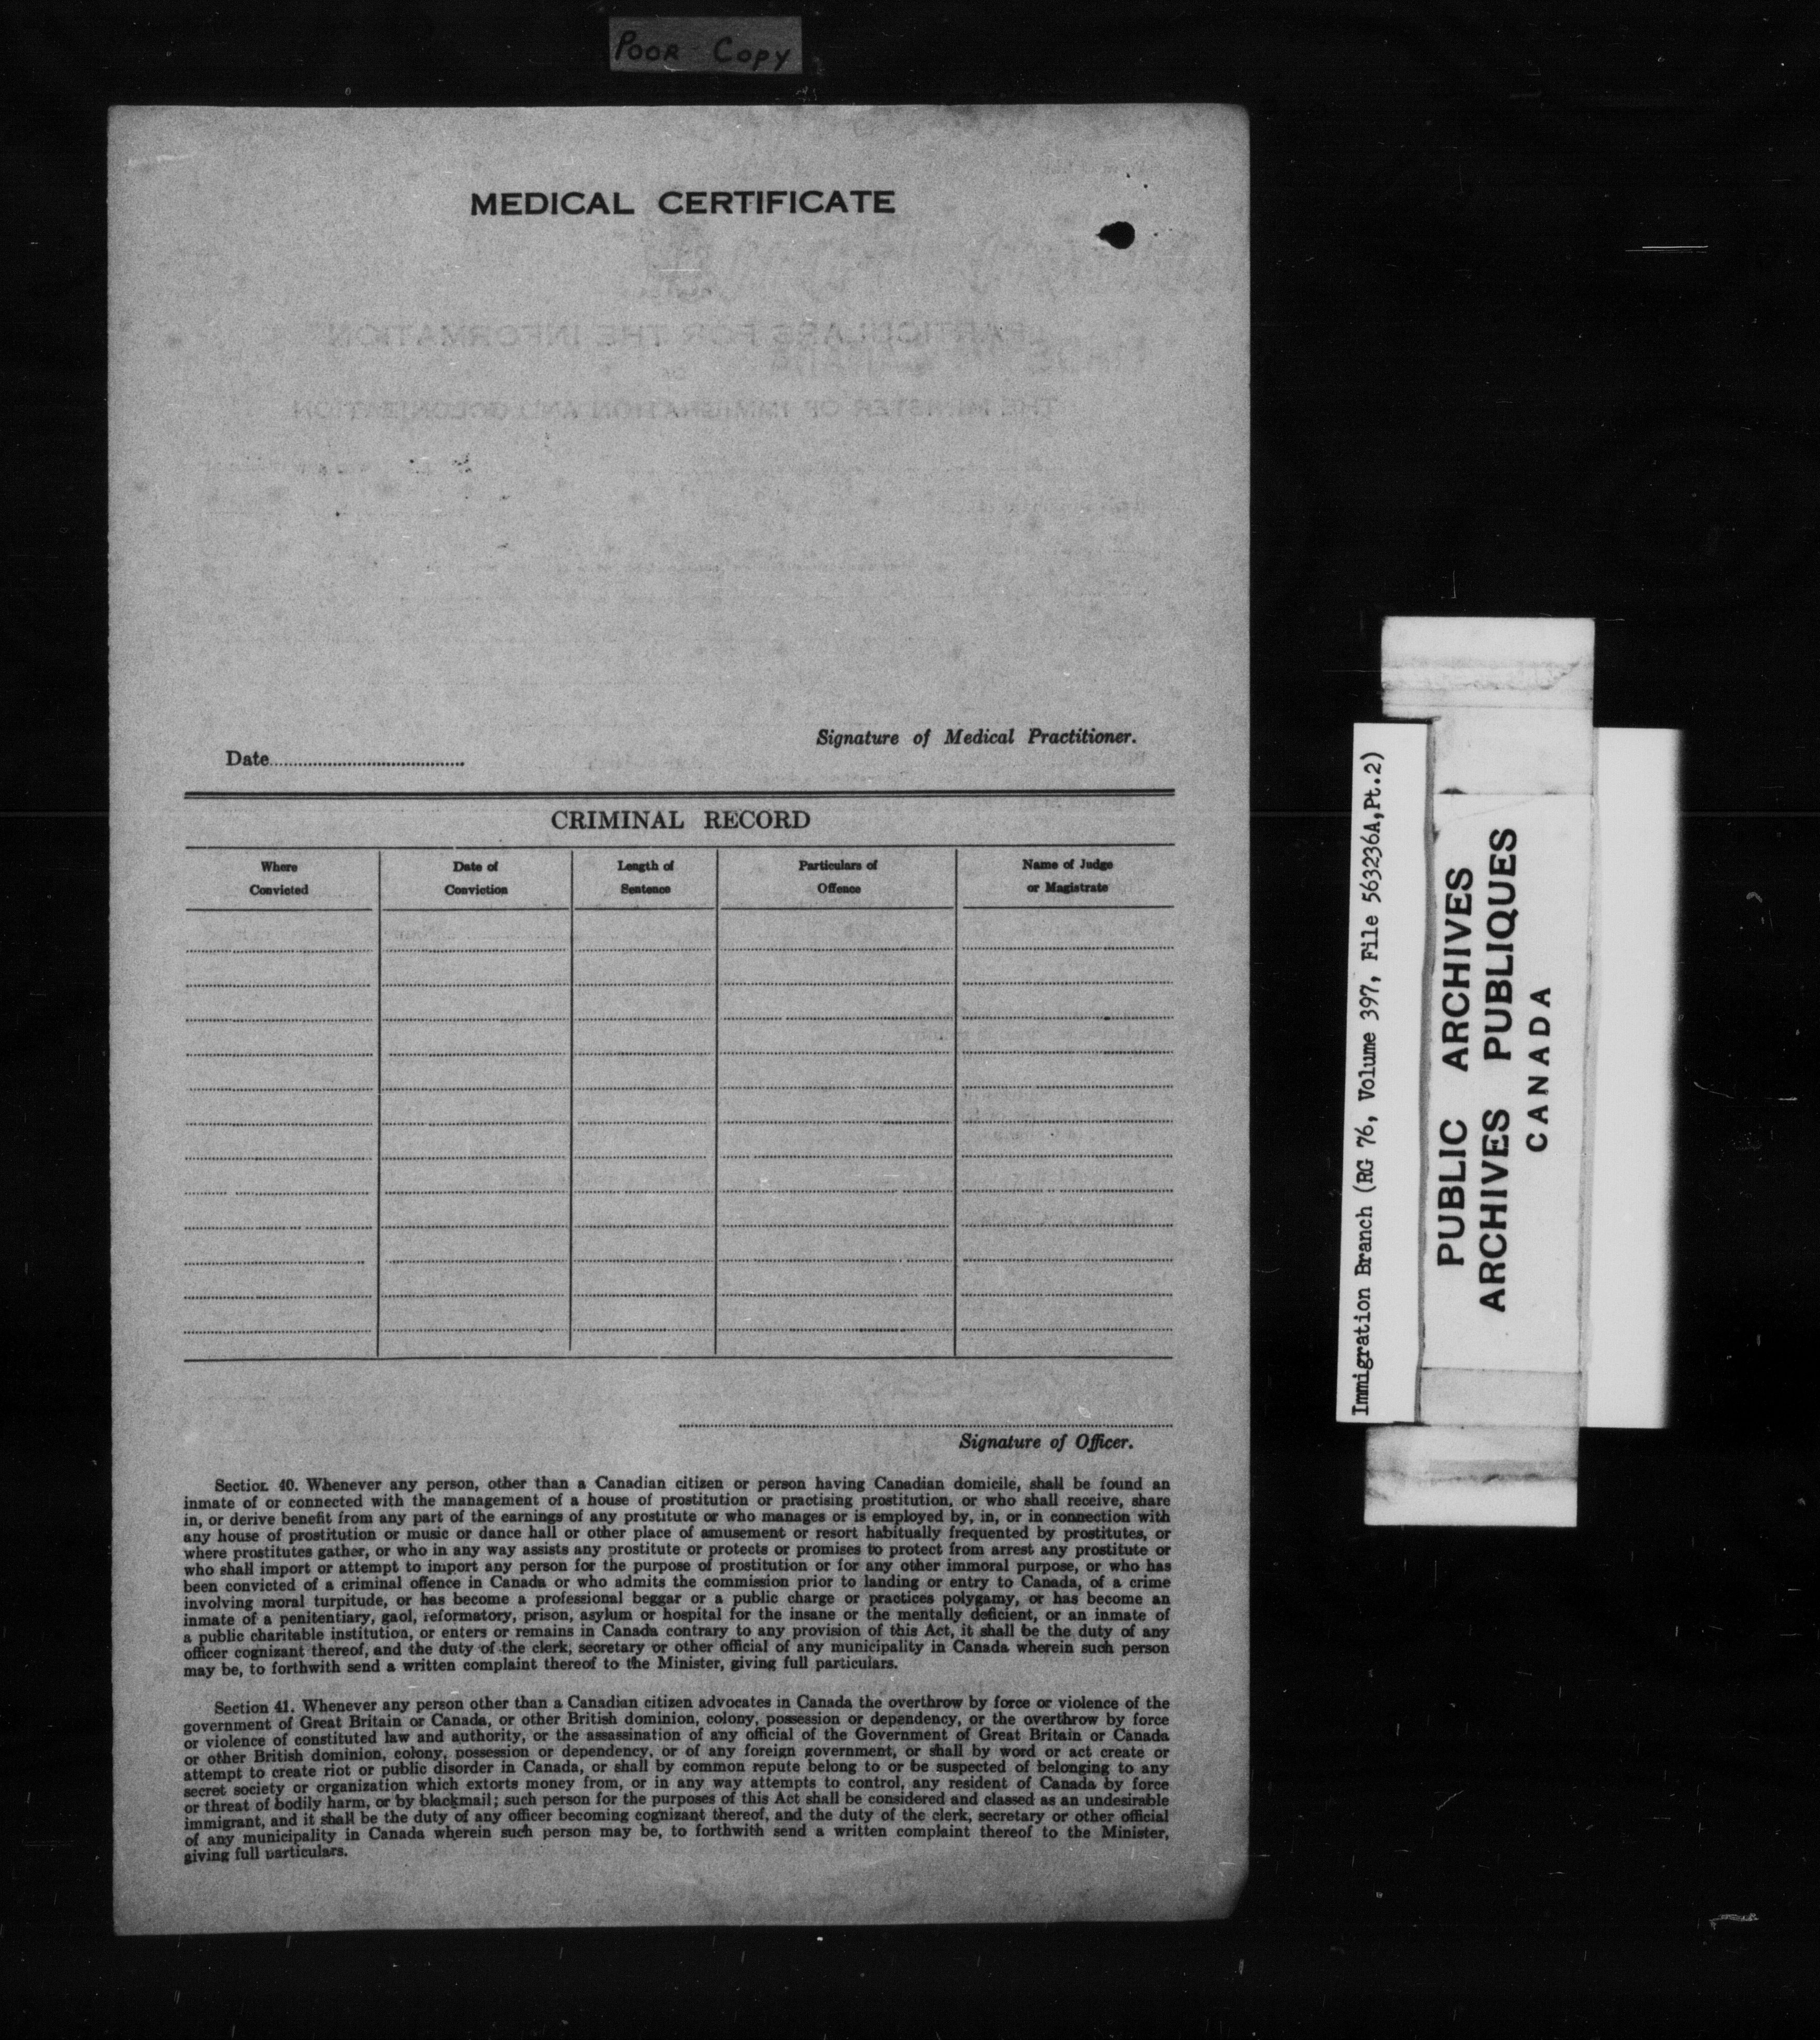 POOR COPY
MEDICAL CERTIFICATE
PARTICULARS FOR THE INFORMATION
OF
THE MINISTER OF IMMIGRATION AND COLONIZATION
Signature of Medical Practitioner.
Date
CRIMINAL RECORD
Where Convicted
Date of Conviction
Length of Sentence
Particulars of Offence
Name of Judge or Magistrate
Signature of Officer.
Section 40. Whenever any person, other than a Canadian citizen or person having Canadian domicile, shall be found an
inmate of or connected with the management of a house of prostitution or practising prostitution, or who shall receive, share
in, or derive benefit from any part of the earnings of any prostitute or who manages or is employed by, in, or in connection with
any house of prostitution or music or dance hall or other place of amusement or resort habitually frequented by prostitutes, or
where prostitutes gather, or who in any way assists any prostitute or protects or promises to protect from arrest any prostitute or
who shall import or attempt to import any person for the purpose of prostitution or for any other immoral purpose, or who has
been convicted of a criminal offence in Canada or who admits the commission prior to landing or entry to Canada, of a crime
involving moral turpitude, or has become a professional beggar or a public charge or practices polygamy, or has become an
inmate of a penitentiary, gaol, reformatory, prison, asylum or hospital for the insane or the mentally deficient, or an inmate of
a public charitable institution, or enters or remains in Canada contrary to any provision of this Act, it shall be the duty of any
officer cognizant thereof, and the duty of the clerk, secretary or other official of any municipality in Canada wherein such person
may be, to forthwith send a written complaint thereof to the Minister, giving full particulars.
Section 41. Whenever any person other than a Canadian citizen advocates in Canada the overthrow by force or violence of the
government of Great Britain or Canada, or other British dominion, colony, possession or dependency, or the overthrow by force
or violence of constituted law and authority, or the assassination of any official of the Government of Great Britain or Canada
or other British dominion, colony, possession or dependency, or of any foreign government, or shall by word or act create or
attempt to create riot or public disorder in Canada, or shall by common repute belong to or be suspected of belonging to any
secret society or organization which extorts money from, or in any way attempts to control, any resident of Canada by force
or threat of bodily harm, or by blackmail; such person for the purposes of this Act shall be considered and classed as an undesirable
immigrant, and it shall be the duty of any officer becoming cognizant thereof, and the duty of the clerk, secretary or other official
of any municipality in Canada wherein such person may be, to forthwith send a written complaint thereof to the Minister,
giving full particulars.
Immigration Branch (RG 76, Volume 397, File 563236A,Pt.2)
PUBLIC ARCHIVES
ARCHIVES PUBLIQUES
CANADA